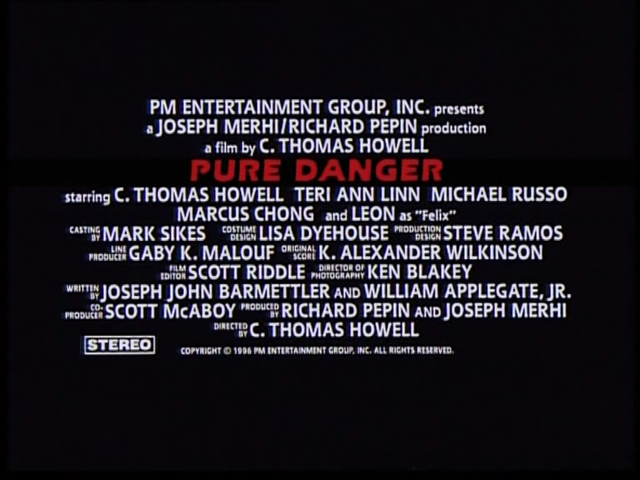 PM ENTERTAINMENT GROUP, INC. presents
a JOSEPH MERHI/RICHARD PEPIN production
a film by C. THOMAS HOWELL
PURE DANGER
starring C. THOMAS HOWELL TERI ANN LINN MICHAEL RUSSO
MARCUS CHONG and LEON as "Felix"
CASTING BY MARK SIKES COSTUME DESIGN LISA DYEHOUSE PRODUCTION DESIGN STEVE RAMOS
LINE PRODUCER GABY K. MALOUF ORIGINAL SCORE K. ALEXANDER WILKINSON
FILM EDITOR SCOTT RIDDLE DIRECTOR OF PHOTOGRAPHY KEN BLAKEY
WRITTEN BY JOSEPH JOHN BARMETTLER AND WILLIAM APPLEGATE, JR.
CO-PRODUCER SCOTT McABOY PRODUCED BY RICHARD PEPIN AND JOSEPH MERHI
DIRECTED BY C. THOMAS HOWELL
STEREO COPYRIGHT © 1996 PM ENTERTAINMENT GROUP, INC. ALL RIGHTS RESERVED.